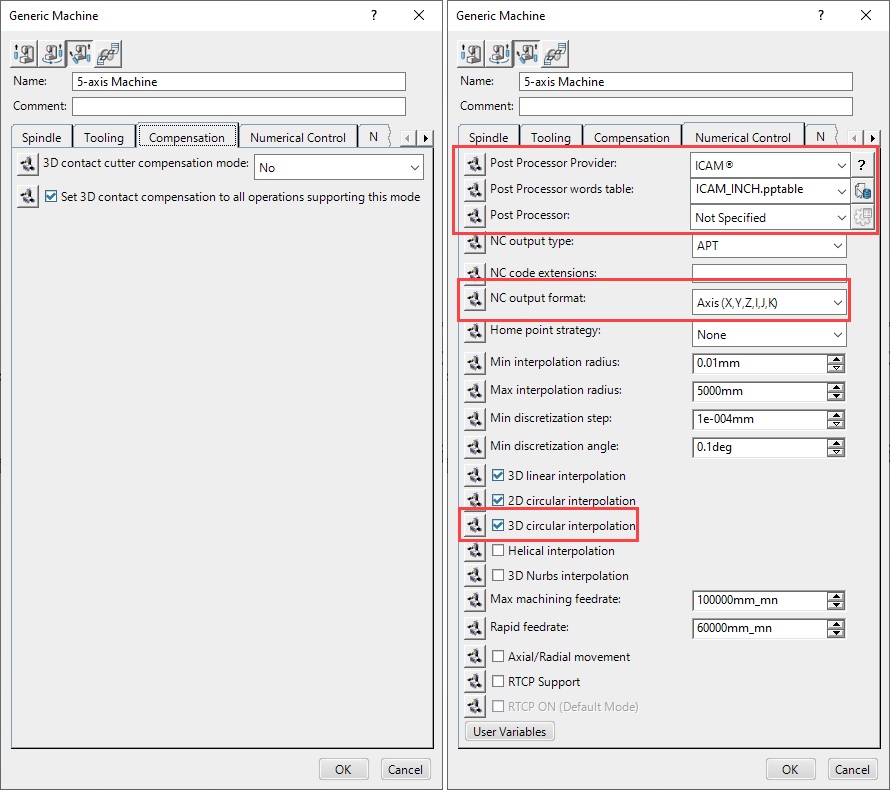 Generic Machine
?
Name:
5-axis Machine
Comment:
Spindle
Tooling
Compensation
Numerical Control
N
3D contact cutter compensation mode:
No
Set 3D contact compensation to all operations supporting this mode
OK
Cancel
Generic Machine
?
Name:
5-axis Machine
Comment:
Spindle
Tooling
Compensation
Numerical Control
N
Post Processor Provider:
ICAM®
?
Post Processor words table:
ICAM_INCH.pptable
Post Processor:
Not Specified
NC output type:
APT
NC code extensions:
NC output format:
Axis (X,Y,Z,I,J,K)
Home point strategy:
None
Min interpolation radius:
0.01mm
Max interpolation radius:
5000mm
Min discretization step:
1e-004mm
Min discretization angle:
0.1deg
3D linear interpolation
2D circular interpolation
3D circular interpolation
Helical interpolation
3D Nurbs interpolation
Max machining feedrate:
100000mm_mn
Rapid feedrate:
60000mm_mn
Axial/Radial movement
RTCP Support
RTCP ON (Default Mode)
User Variables
OK
Cancel